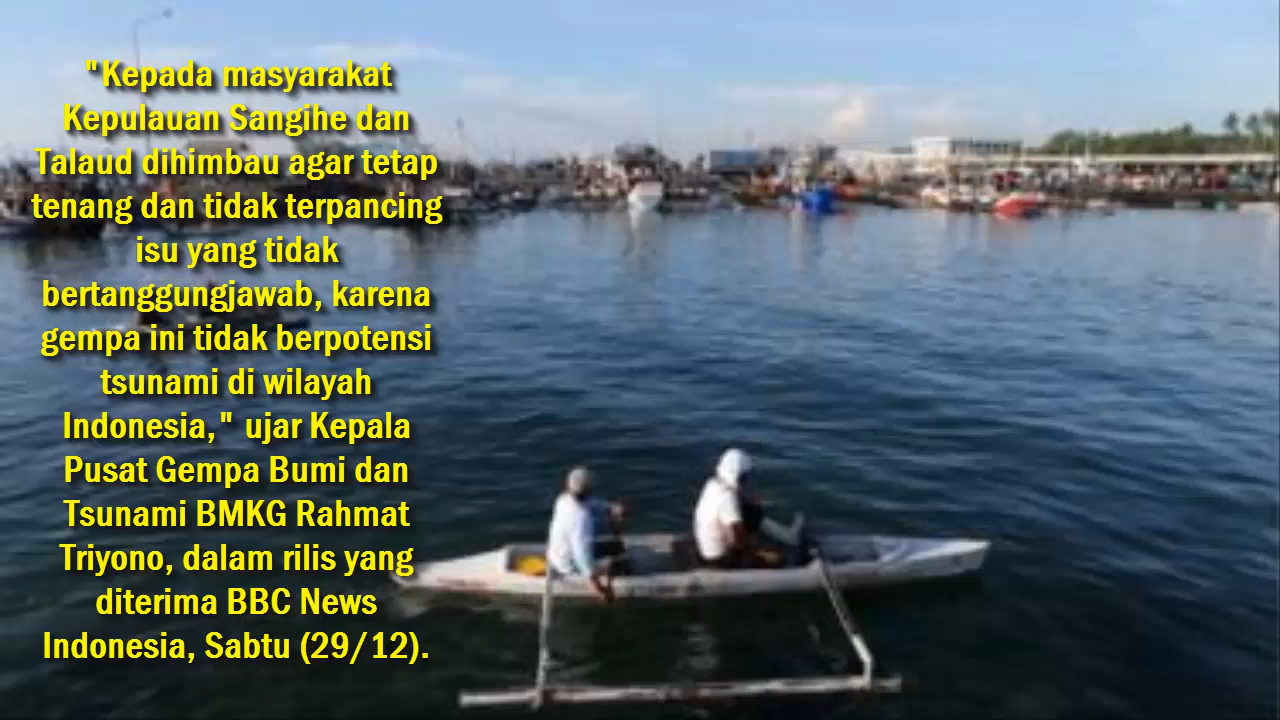 "Kepada masyarakat
Kepulauan Sangihe dan
Talaud dihimbau agar tetap
tenang dan tidak terpancing
isu yang tidak
bertanggungjawab, karena
gempa ini tidak berpotensi
tsunami di wilayah
Indonesia," ujar Kepala
Pusat Gempa Bumi dan
Tsunami BMKG Rahmat
Triyono, dalam rilis yang
diterima BBC News
Indonesia, Sabtu (29/12).